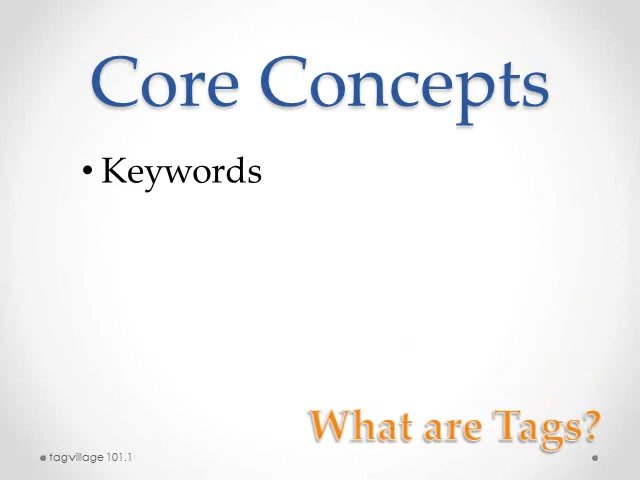 Core Concepts
• Keywords
What are Tags?
tagvillage 101.1